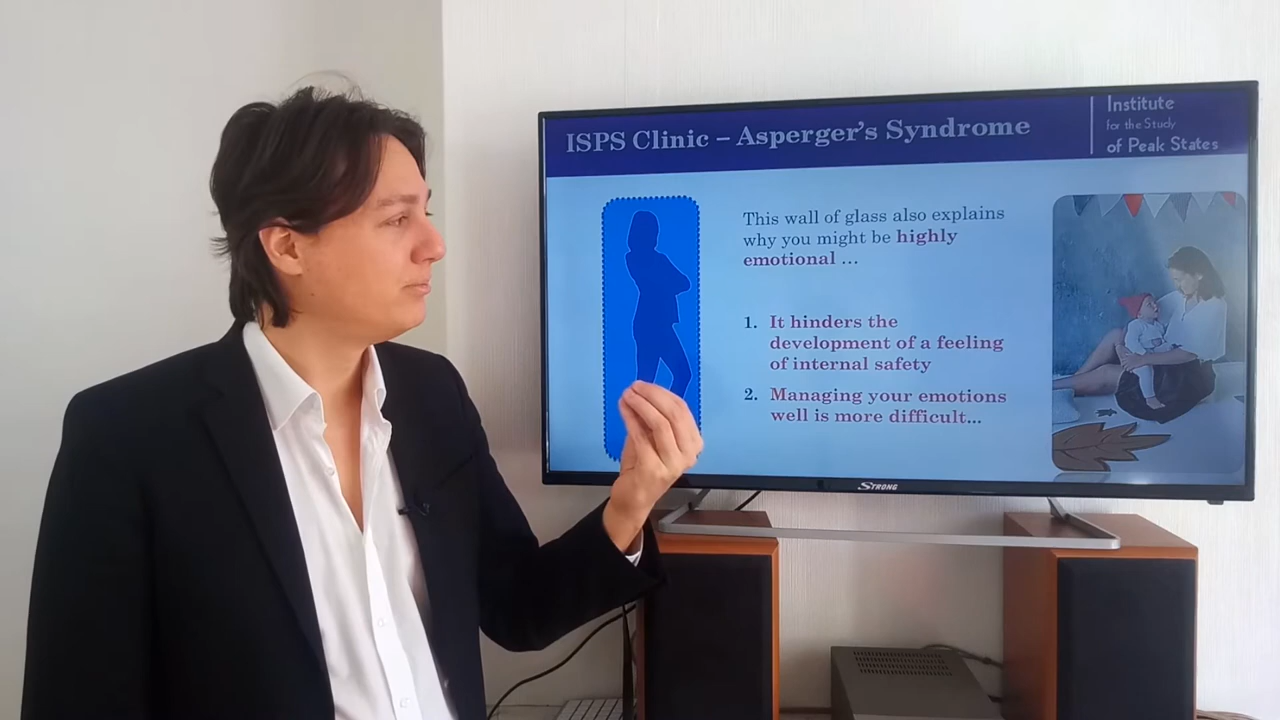 ISPS Clinic – Asperger's Syndrome
Institute
for the Study
of Peak States
This wall of glass also explains
why you might be highly
emotional ...
1. It hinders the
development of a feeling
of internal safety
2. Managing your emotions
well is more difficult...
STRONG